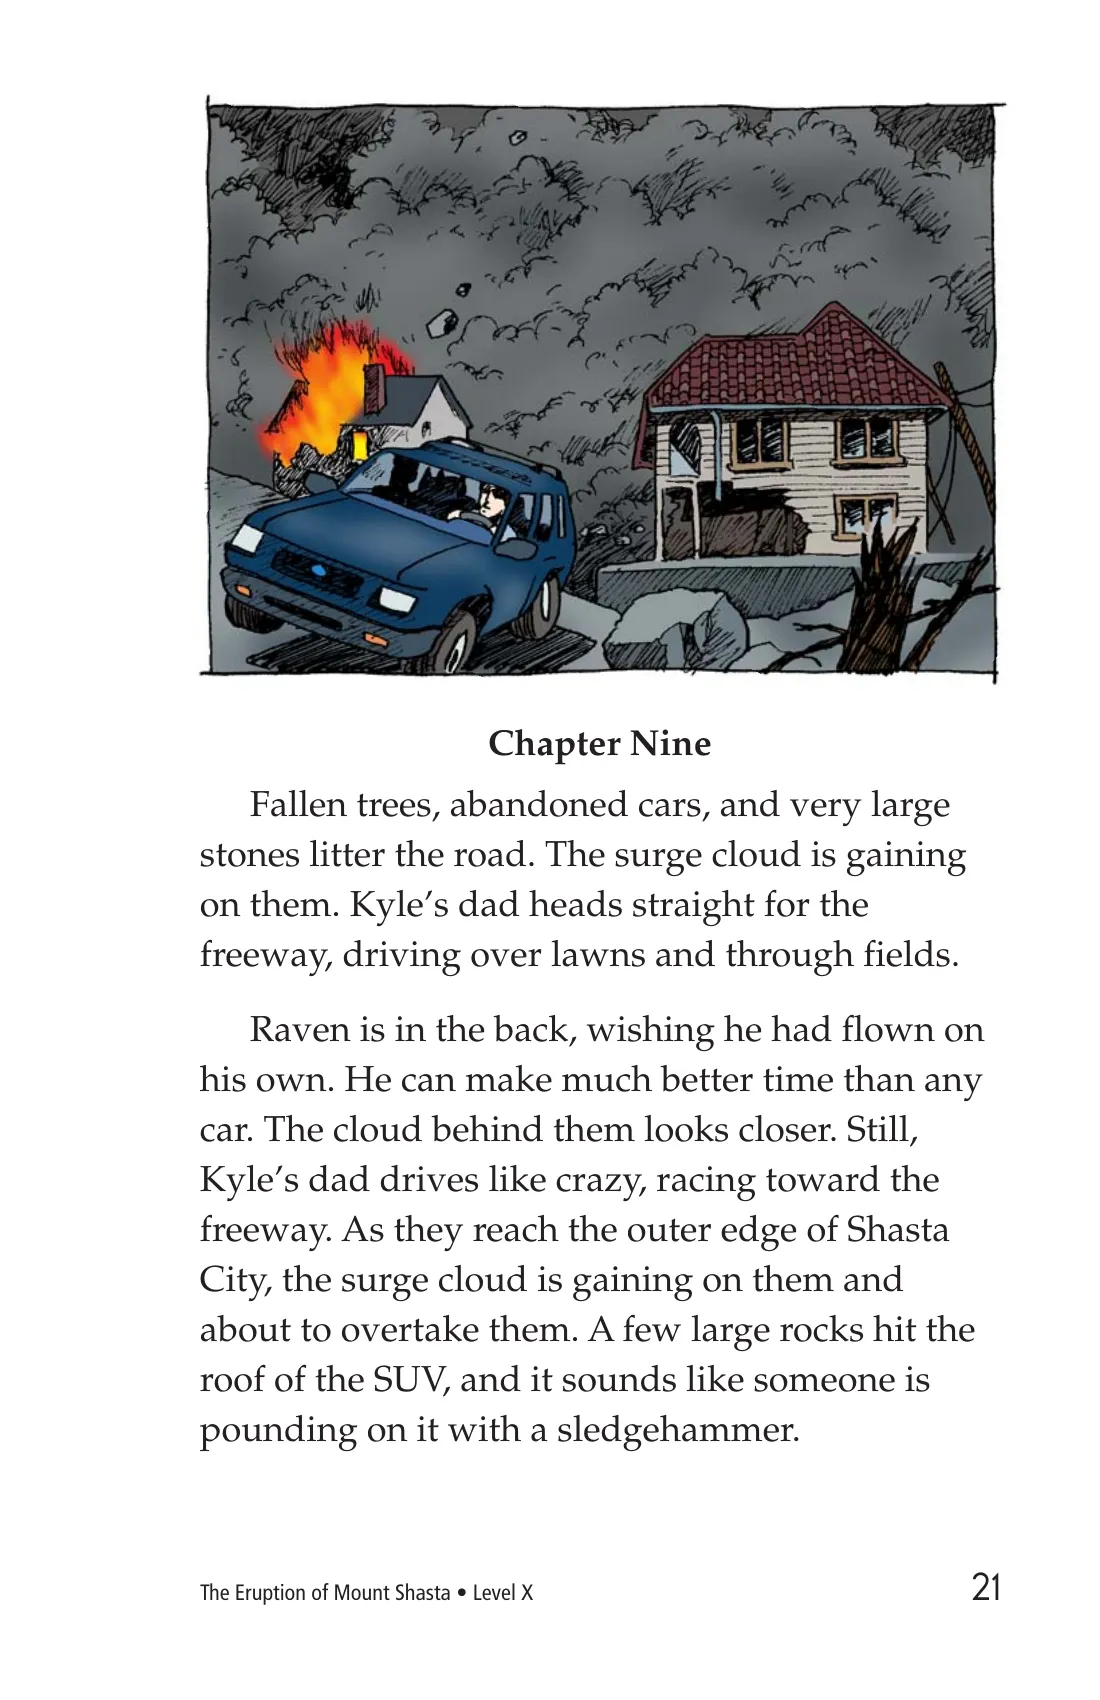 Chapter Nine
Fallen trees, abandoned cars, and very large
stones litter the road. The surge cloud is gaining
on them. Kyle’s dad heads straight for the
freeway, driving over lawns and through fields.
Raven is in the back, wishing he had flown on
his own. He can make much better time than any
car. The cloud behind them looks closer. Still,
Kyle’s dad drives like crazy, racing toward the
freeway. As they reach the outer edge of Shasta
City, the surge cloud is gaining on them and
about to overtake them. A few large rocks hit the
roof of the SUV, and it sounds like someone is
pounding on it with a sledgehammer.
The Eruption of Mount Shasta • Level X
21